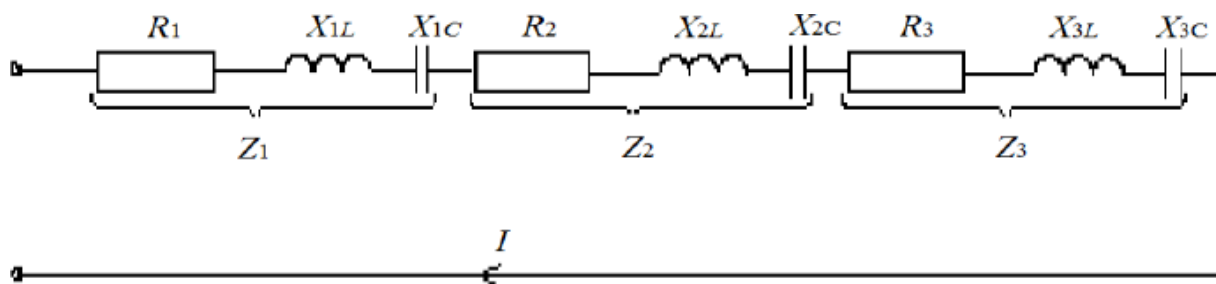 R1 X1L X1C R2 X2L X2C R3 X3L X3C
Z1 Z2 Z3
I